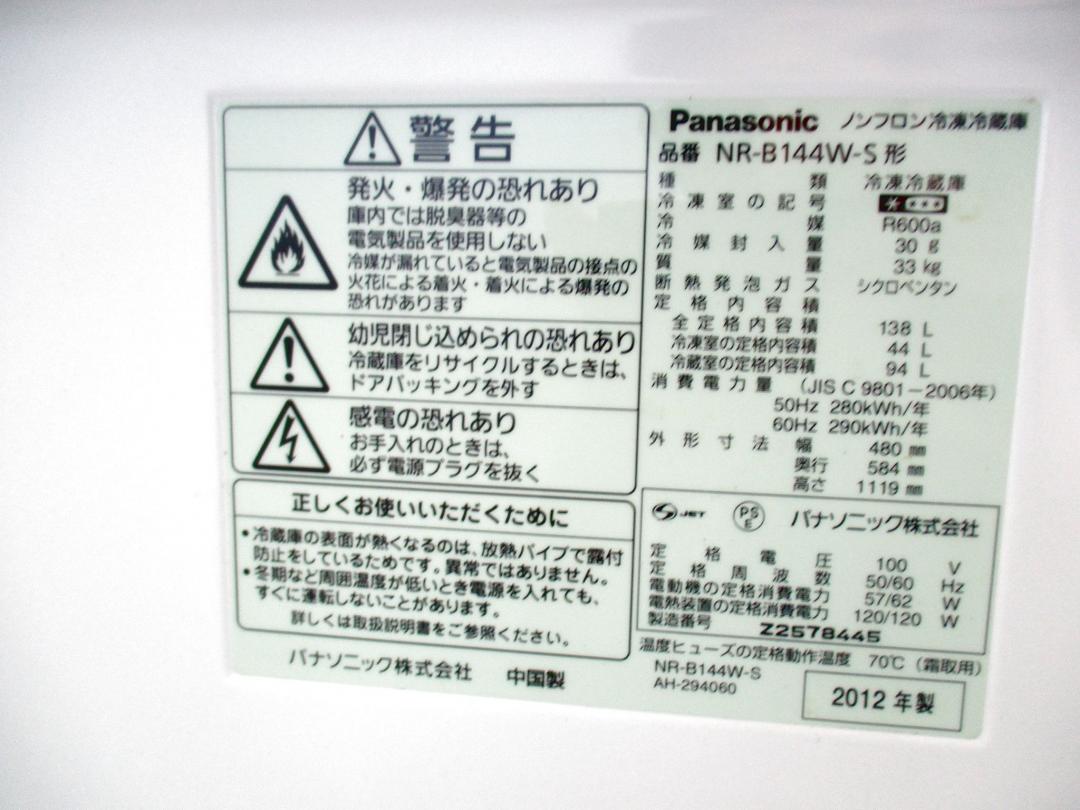 警告
発火・爆発の恐れあり
庫内では脱臭器等の
電気製品を使用しない
冷媒が漏れていると電気製品の接点の
火花による着火・着火による爆発の
恐れがあります
幼児閉じ込められの恐れあり
冷蔵庫をリサイクルするときは、
ドアパッキングを外す
感電の恐れあり
お手入れのときは、
必ず電源プラグを抜く
正しくお使いいただくために
・冷蔵庫の表面が熱くなるのは、放熱パイプで露付
防止をしているためです。異常ではありません。
・冬期など周囲温度が低いとき電源を入れても、
すぐに運転しないことがあります。
詳しくは取扱説明書をご参照ください。
パナソニック株式会社 中国製
Panasonic ノンフロン冷凍冷蔵庫
品番 NR-B144W-S形
種類 冷凍冷蔵庫
冷凍室の記号 * ***
冷媒 R600a
冷媒封入量 30 g
質量 33 kg
断熱発泡ガス シクロペンタン
定格内容積
全定格内容積 138 L
冷凍室の定格内容積 44 L
冷蔵室の定格内容積 94 L
消費電力量 (JIS C 9801-2006年)
50Hz 280kWh/年
60Hz 290kWh/年
外形寸法 幅 480 mm
奥行 584 mm
高さ 1119 mm
JET PS E パナソニック株式会社
定格電圧 100 V
定格周波数 50/60 Hz
電動機の定格消費電力 57/62 W
電熱装置の定格消費電力 120/120 W
製造番号 Z2578445
温度ヒューズの定格動作温度 70℃(霜取用)
NR-B144W-S
AH-294060
2012年製